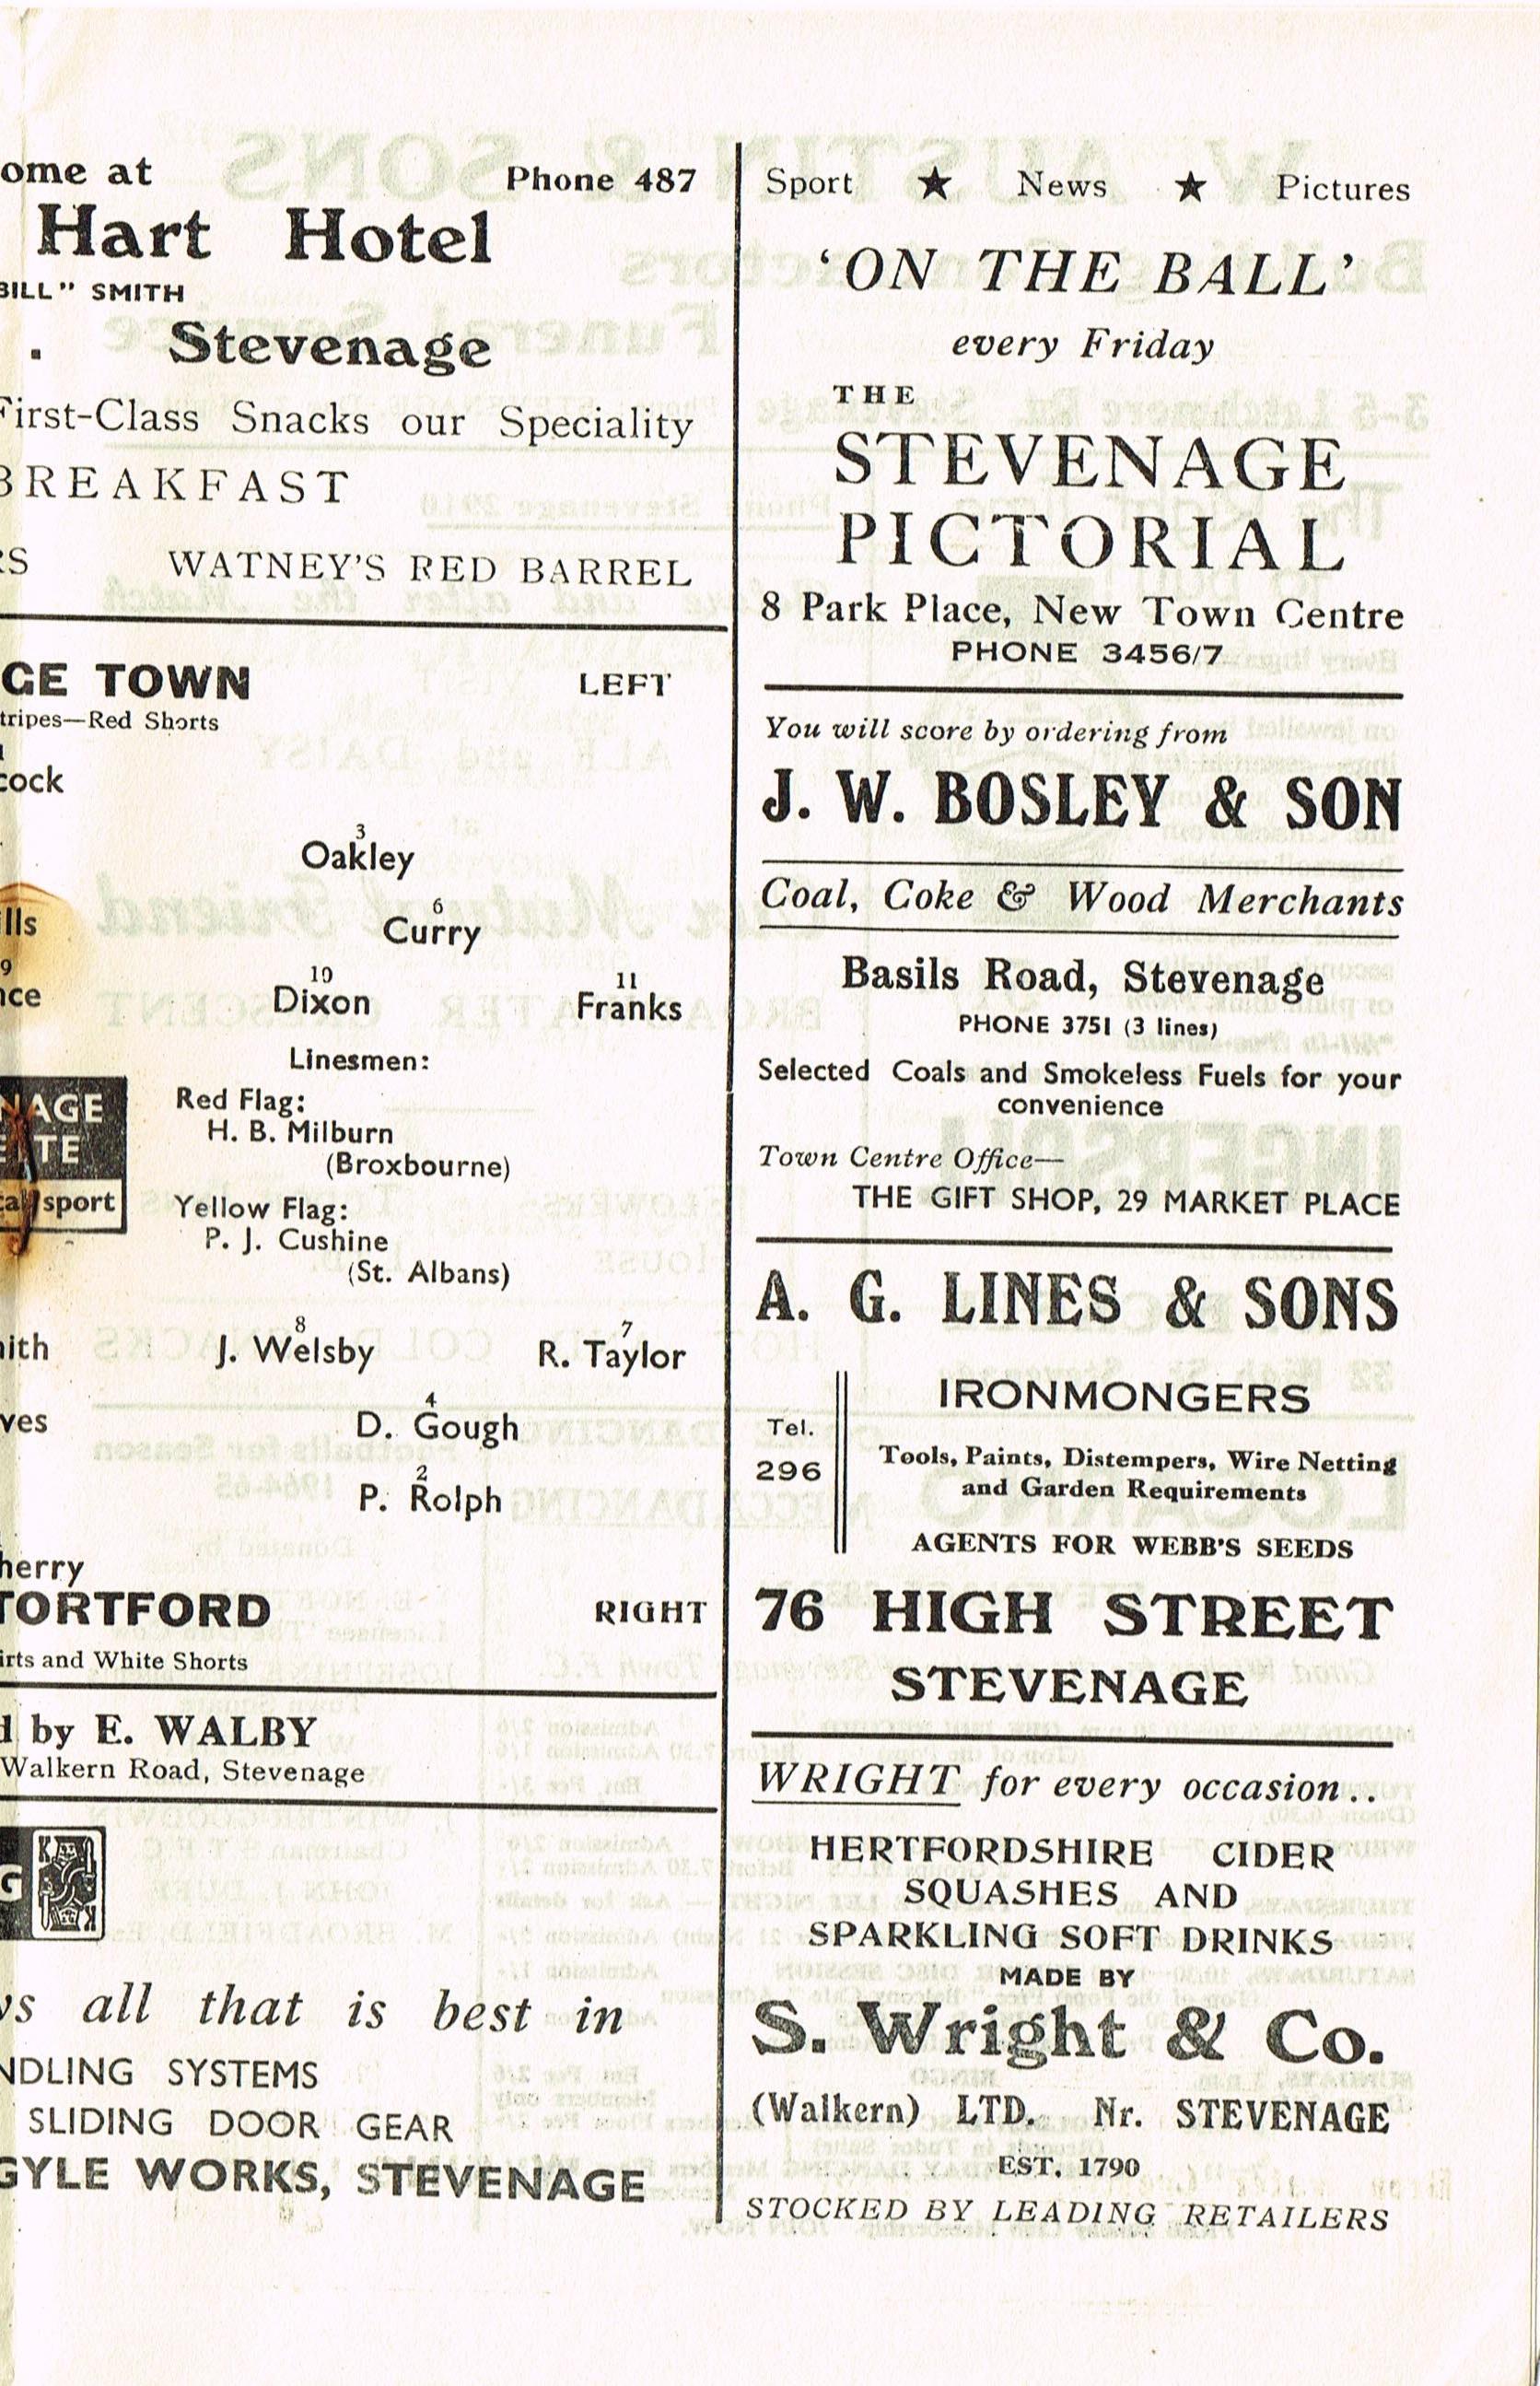 ome at Phone 487
Hart Hotel
BILL" SMITH
. Stevenage
First-Class Snacks our Speciality
BREAKFAST
RS WATNEY'S RED BARREL
GE TOWN LEFT
tripes—Red Shorts
1
cock
3
Oakley
6
Curry
ills
9 10 11
nce Dixon Franks
Linesmen:
NAGE
TE
sport
Red Flag:
H. B. Milburn
(Broxbourne)
Yellow Flag:
P. J. Cushine
(St. Albans)
8 7
ith J. Welsby R. Taylor
4
ves D. Gough
2
P. Rolph
herry
TORTFORD RIGHT
irts and White Shorts
d by E. WALBY
Walkern Road, Stevenage
G
K
ys all that is best in
NDLING SYSTEMS
SLIDING DOOR GEAR
GYLE WORKS, STEVENAGE
Sport ★ News ★ Pictures
'ON THE BALL'
every Friday
THE
STEVENAGE
PICTORIAL
8 Park Place, New Town Centre
PHONE 3456/7
You will score by ordering from
J. W. BOSLEY & SON
Coal, Coke & Wood Merchants
Basils Road, Stevenage
PHONE 3751 (3 lines)
Selected Coals and Smokeless Fuels for your
convenience
Town Centre Office—
THE GIFT SHOP, 29 MARKET PLACE
A. G. LINES & SONS
IRONMONGERS
Tel.
296
Tools, Paints, Distempers, Wire Netting
and Garden Requirements
AGENTS FOR WEBB'S SEEDS
76 HIGH STREET
STEVENAGE
WRIGHT for every occasion..
HERTFORDSHIRE CIDER
SQUASHES AND
SPARKLING SOFT DRINKS
MADE BY
S. Wright & Co.
(Walkern) LTD. Nr. STEVENAGE
EST. 1790
STOCKED BY LEADING RETAILERS